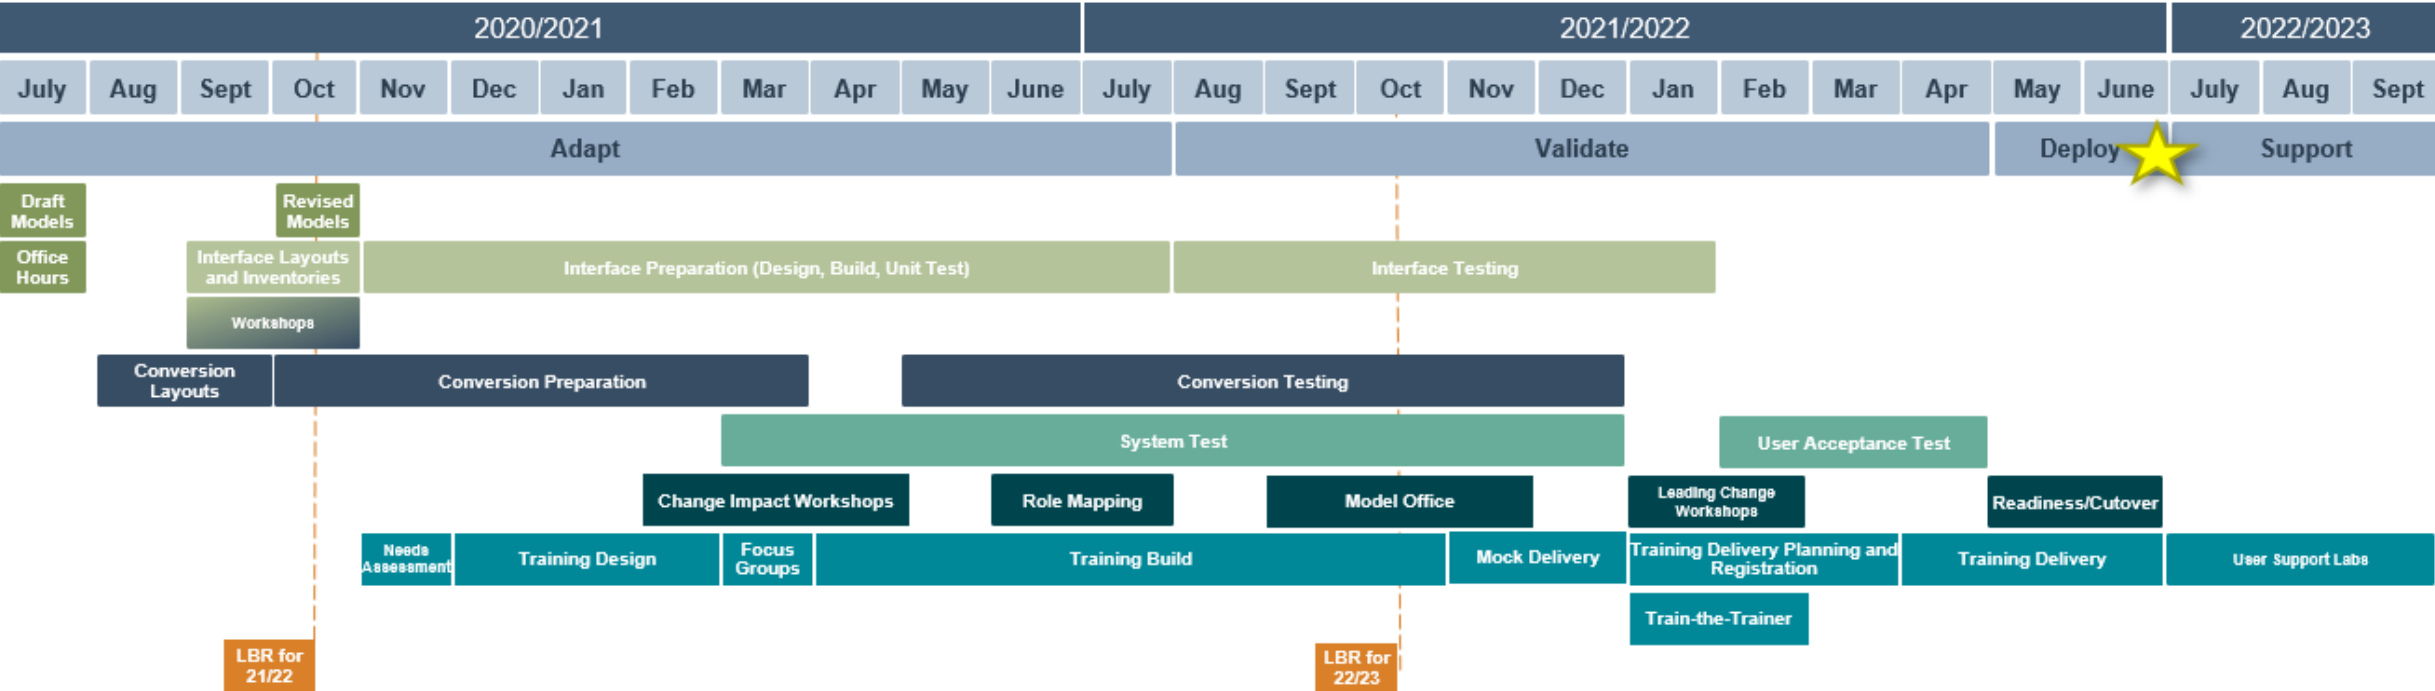 2020/2021 2021/2022 2022/2023
July Aug Sept Oct Nov Dec Jan Feb Mar Apr May June July Aug Sept Oct Nov Dec Jan Feb Mar Apr May June July Aug Sept
Adapt Validate Deploy Support
Draft
Models
Revised
Models
Office
Hours
Interface Layouts
and Inventories
Interface Preparation (Design, Build, Unit Test)
Interface Testing
Workshops
Conversion
Layouts
Conversion Preparation
Conversion Testing
System Test
User Acceptance Test
Change Impact Workshops
Role Mapping
Model Office
Leading Change
Workshops
Readiness/Cutover
Needs
Assessment
Training Design
Focus
Groups
Training Build
Mock Delivery
Training Delivery Planning and
Registration
Training Delivery
User Support Labs
Train-the-Trainer
LBR for
21/22
LBR for
22/23